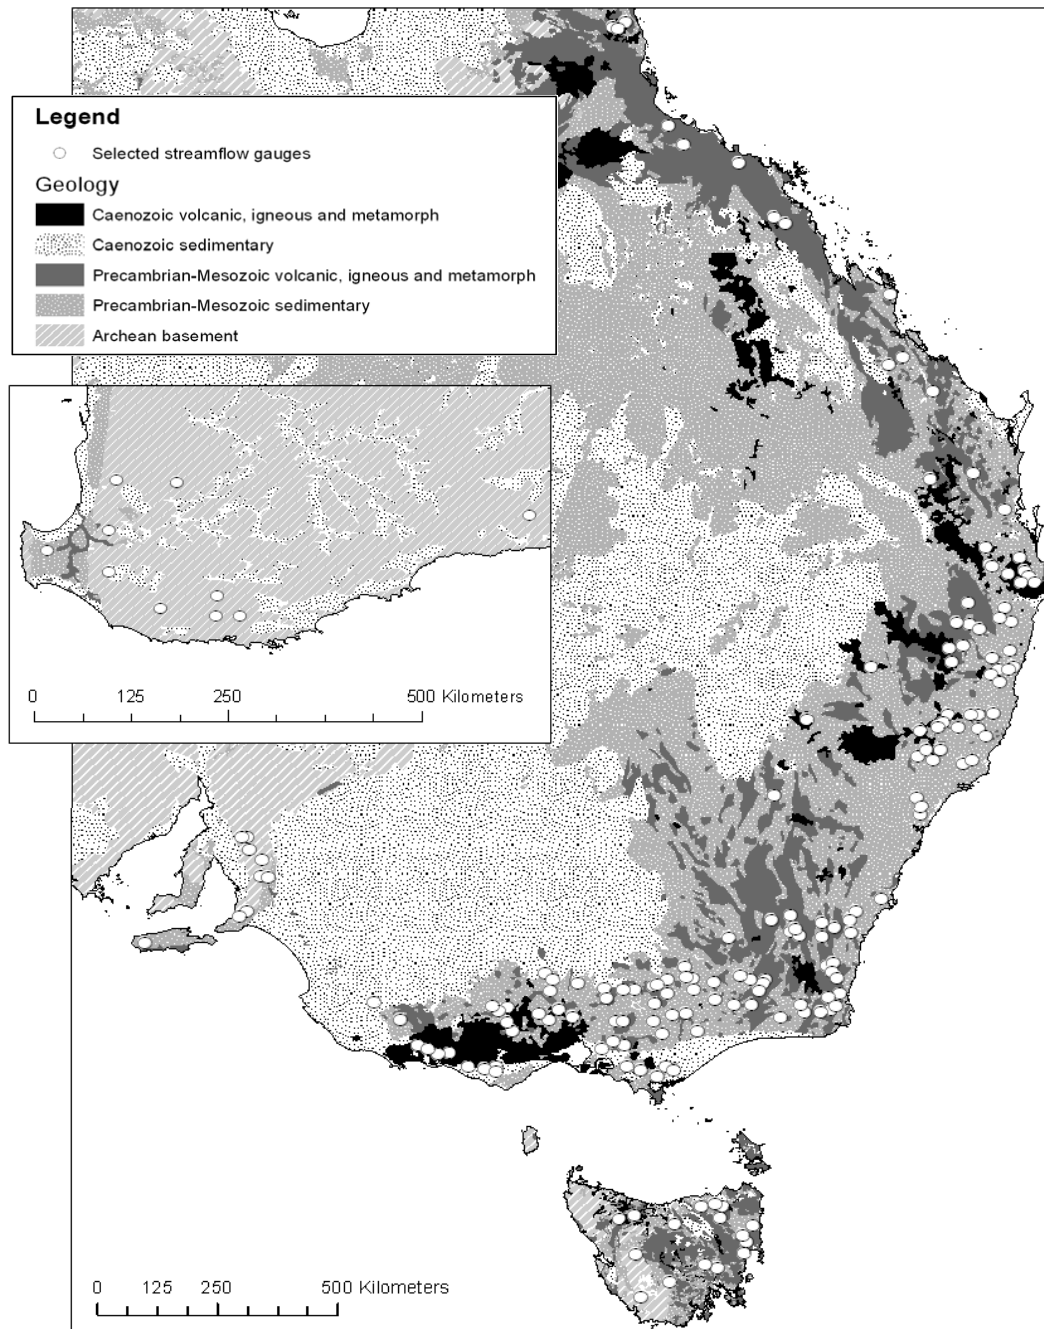 Legend
Selected streamflow gauges
Geology
Caenozoic volcanic, igneous and metamorph
Caenozoic sedimentary
Precambrian-Mesozoic volcanic, igneous and metamorph
Precambrian-Mesozoic sedimentary
Archean basement
0 125 250 500 Kilometers
0 125 250 500 Kilometers